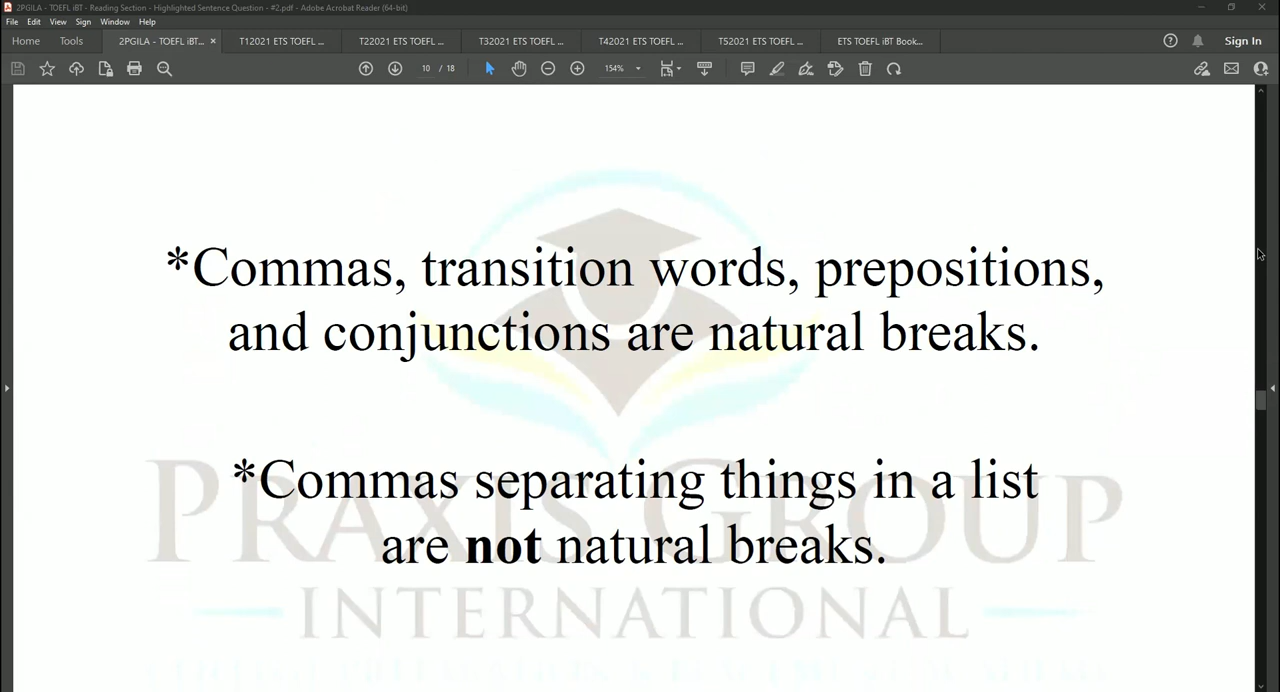 2PGILA - TOEFL iBT - Reading Section - Highlighted Sentence Question - #2.pdf - Adobe Acrobat Reader (64-bit)
File Edit View Sign Window Help
Home Tools 2PGILA - TOEFL iBT... × T12021 ETS TOEFL ... T22021 ETS TOEFL ... T32021 ETS TOEFL ... T42021 ETS TOEFL ... T52021 ETS TOEFL ... ETS TOEFL iBT Book... Sign In
10 / 18 154%
*Commas, transition words, prepositions,
and conjunctions are natural breaks.
*Commas separating things in a list
are not natural breaks.
PRAXIS GROUP
INTERNATIONAL